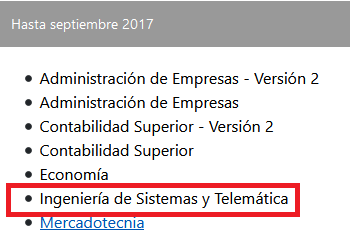 Hasta septiembre 2017
Administración de Empresas - Versión 2
Administración de Empresas
Contabilidad Superior - Versión 2
Contabilidad Superior
Economía
Ingeniería de Sistemas y Telemática
Mercadotecnia